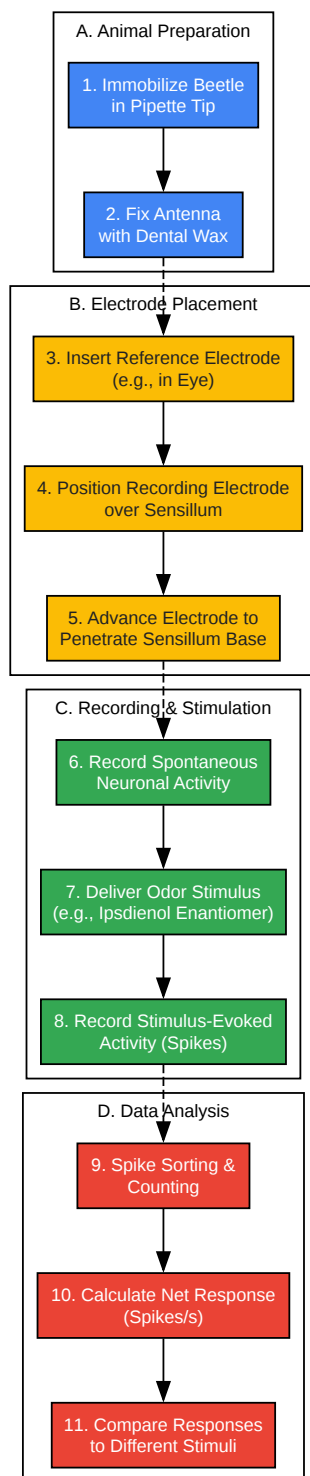 A. Animal Preparation
1. Immobilize Beetle
in Pipette Tip
2. Fix Antenna
with Dental Wax
B. Electrode Placement
3. Insert Reference Electrode
(e.g., in Eye)
4. Position Recording Electrode
over Sensillum
5. Advance Electrode to
Penetrate Sensillum Base
C. Recording & Stimulation
6. Record Spontaneous
Neuronal Activity
7. Deliver Odor Stimulus
(e.g., Ipsdienol Enantiomer)
8. Record Stimulus-Evoked
Activity (Spikes)
D. Data Analysis
9. Spike Sorting &
Counting
10. Calculate Net Response
(Spikes/s)
11. Compare Responses
to Different Stimuli